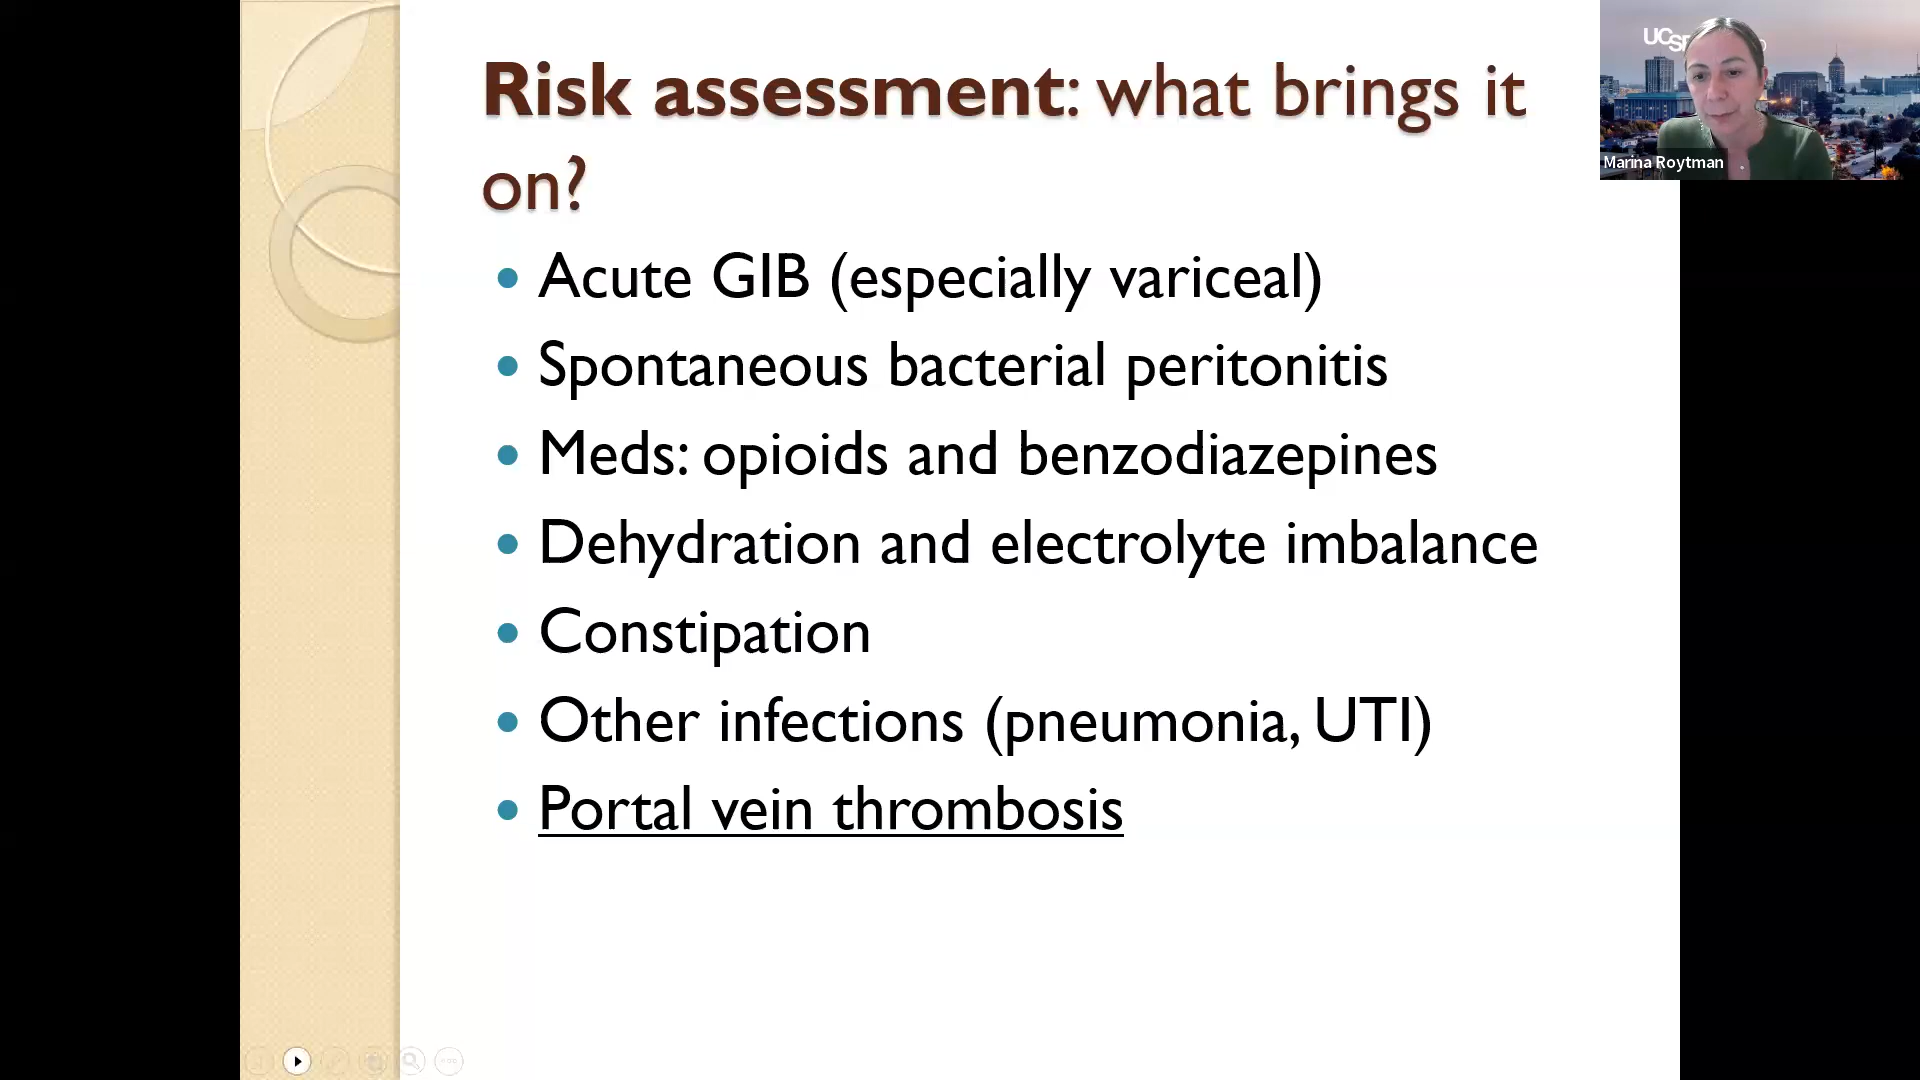 Risk assessment: what brings it
on?
• Acute GIB (especially variceal)
• Spontaneous bacterial peritonitis
• Meds: opioids and benzodiazepines
• Dehydration and electrolyte imbalance
• Constipation
• Other infections (pneumonia, UTI)
• Portal vein thrombosis
Marina Roytman